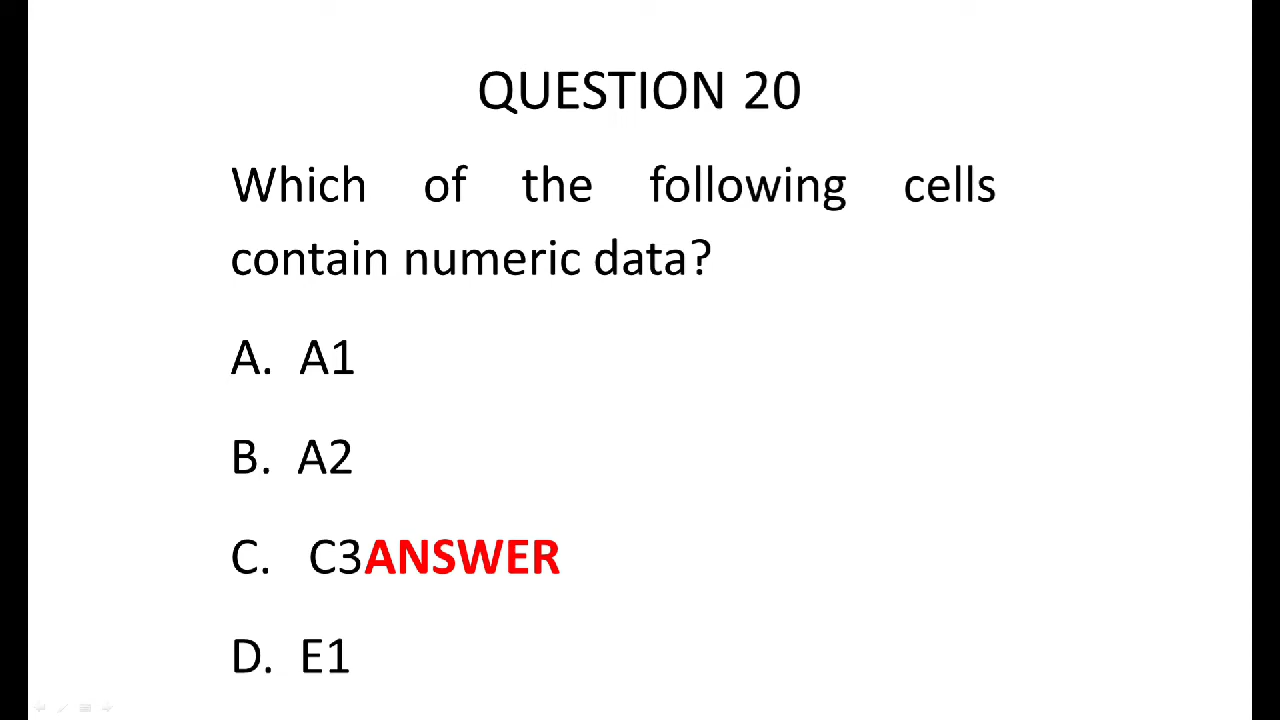 QUESTION 20
Which of the following cells
contain numeric data?
A. A1
B. A2
C. C3ANSWER
D. E1